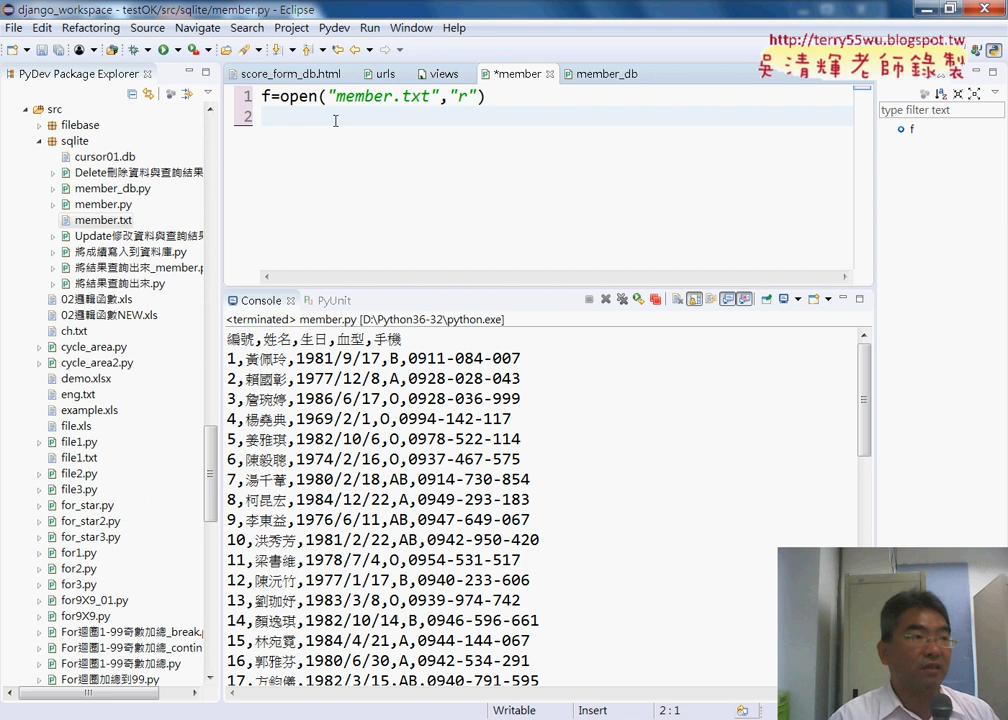 django_workspace - testOK/src/sqlite/member.py - Eclipse
File Edit Refactoring Source Navigate Search Project Pydev Run Window Help
http://terry55wu.blogspot.tw
吳清輝老師錄製
PyDev Package Explorer
score_form_db.html
urls
views
*member
member_db
src
filebase
sqlite
cursor01.db
Delete刪除資料與查詢結果
member_db.py
member.py
member.txt
Update修改資料與查詢結果
將成績寫入到資料庫.py
將結果查詢出來_member.p
將結果查詢出來.py
02邏輯函數.xls
02邏輯函數NEW.xls
ch.txt
cycle_area.py
cycle_area2.py
demo.xlsx
eng.txt
example.xls
file.xls
file1.py
file1.txt
file2.py
file3.py
for_star.py
for_star2.py
for_star3.py
for1.py
for2.py
for3.py
for9X9_01.py
for9X9.py
For迴圈1-99奇數加總_break.
For迴圈1-99奇數加總_contin
For迴圈1-99奇數加總.py
For迴圈加總到99.py
1 f=open("member.txt","r")
2
type filter text
f
Console PyUnit
<terminated> member.py [D:\Python36-32\python.exe]
編號,姓名,生日,血型,手機
1,黃佩玲,1981/9/17,B,0911-084-007
2,賴國彰,1977/12/8,A,0928-028-043
3,詹琬婷,1986/6/17,O,0928-036-999
4,楊堯典,1969/2/1,O,0994-142-117
5,姜雅琪,1982/10/6,O,0978-522-114
6,陳毅聰,1974/2/16,O,0937-467-575
7,湯千葦,1980/2/18,AB,0914-730-854
8,柯昆宏,1984/12/22,A,0949-293-183
9,李東益,1976/6/11,AB,0947-649-067
10,洪秀芳,1981/2/22,AB,0942-950-420
11,梁書維,1978/7/4,O,0954-531-517
12,陳沅竹,1977/1/17,B,0940-233-606
13,劉珈妤,1983/3/8,O,0939-974-742
14,顏逸琪,1982/10/14,B,0946-596-661
15,林宛霓,1984/4/21,A,0944-144-067
16,郭雅芬,1980/6/30,A,0942-534-291
17,方鈞儀,1982/3/15,AB,0940-791-595
Writable Insert 2:1